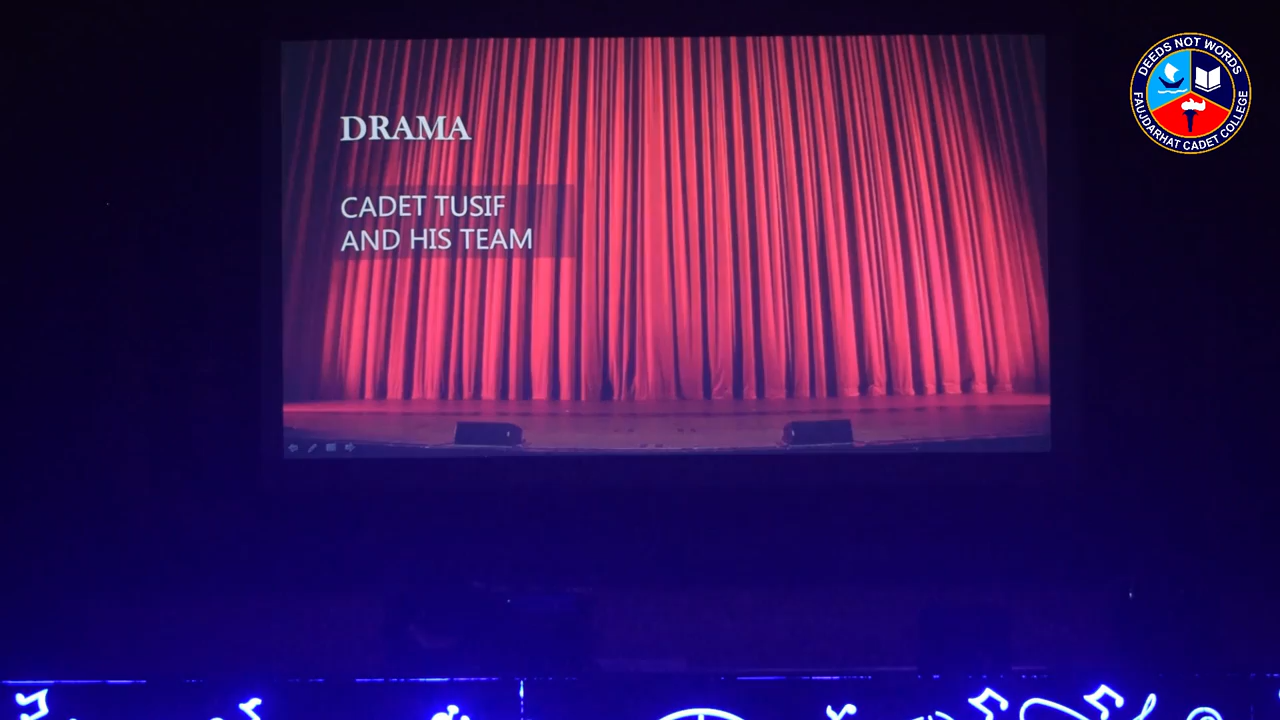 DRAMA
CADET TUSIF
AND HIS TEAM
DEEDS NOT WORDS
FAUJDARHAT CADET COLLEGE